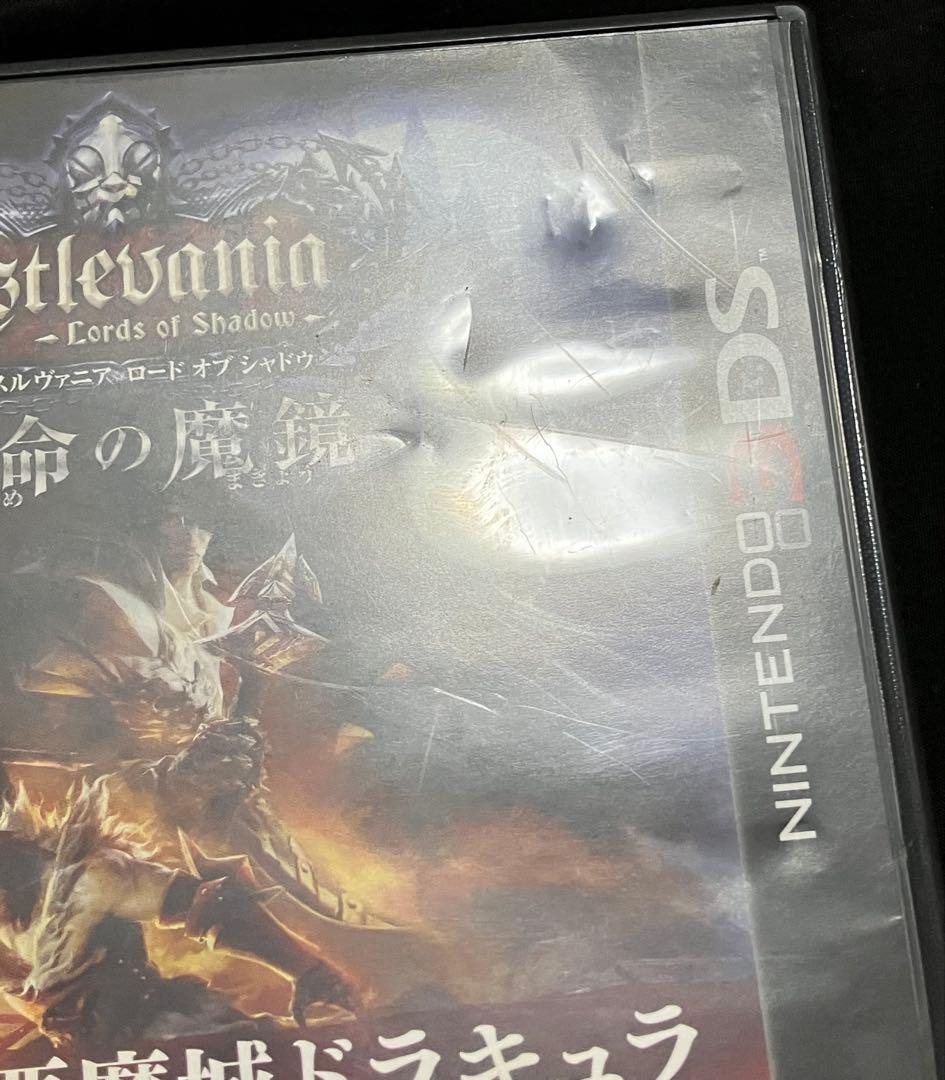 stlevania
- Lords of Shadow -
スルヴァニア ロード オブ シャドウ
命の魔鏡
め まきょう
NINTENDO 3DS™
悪魔城ドラキュラ